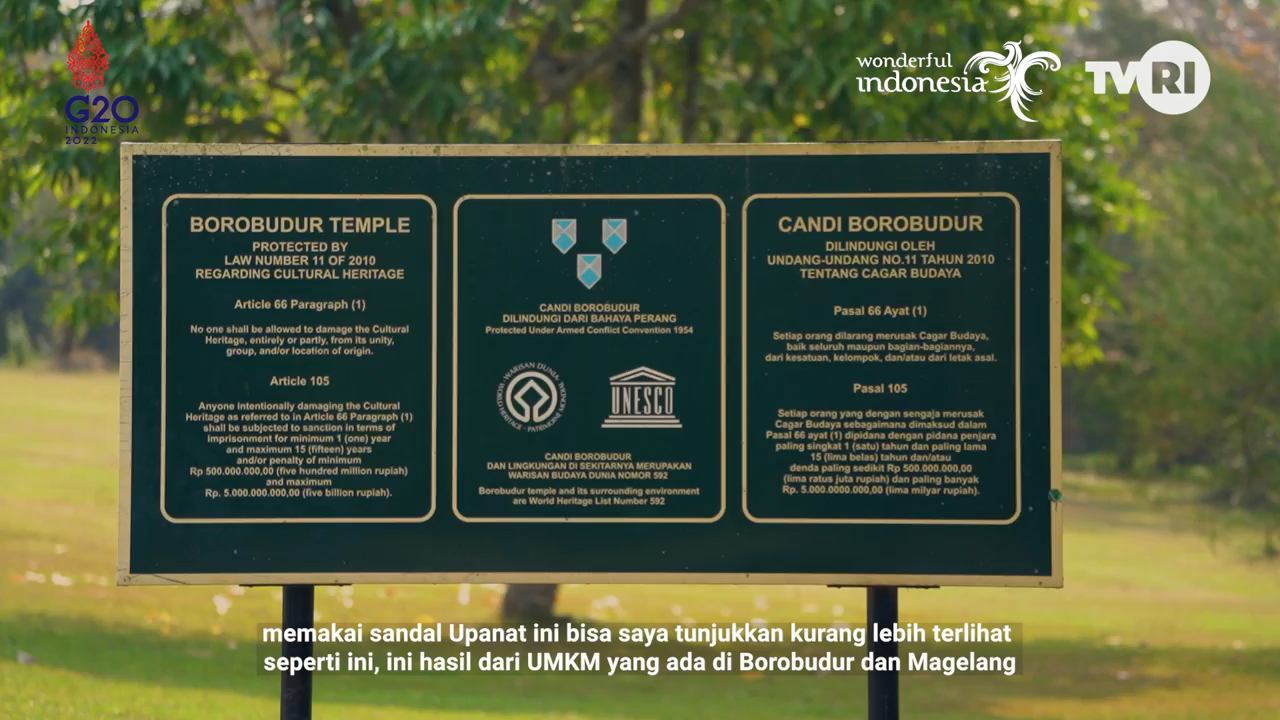 G20
INDONESIA
2022
wonderful
indonesia
TVRI
BOROBUDUR TEMPLE
PROTECTED BY
LAW NUMBER 11 OF 2010
REGARDING CULTURAL HERITAGE
Article 66 Paragraph (1)
No one shall be allowed to damage the Cultural
Heritage, entirely or partly, from its unity,
group, and/or location of origin.
Article 105
Anyone intentionally damaging the Cultural
Heritage as referred to in Article 66 Paragraph (1)
shall be subjected to sanction in terms of
imprisonment for minimum 1 (one) year
and maximum 15 (fifteen) years
and/or penalty of minimum
Rp 500.000.000,00 (five hundred million rupiah)
and maximum
Rp. 5.000.000.000,00 (five billion rupiah).
CANDI BOROBUDUR
DILINDUNGI DARI BAHAYA PERANG
Protected Under Armed Conflict Convention 1954
WARISAN DUNIA
WORLD HERITAGE
PATRIMOINE MONDIAL
UNESCO
CANDI BOROBUDUR
DAN LINGKUNGAN DI SEKITARNYA MERUPAKAN
WARISAN BUDAYA DUNIA NOMOR 592
Borobudur temple and its surrounding environment
are World Heritage List Number 592
CANDI BOROBUDUR
DILINDUNGI OLEH
UNDANG-UNDANG NO.11 TAHUN 2010
TENTANG CAGAR BUDAYA
Pasal 66 Ayat (1)
Setiap orang dilarang merusak Cagar Budaya,
baik seluruh maupun bagian-bagiannya,
dari kesatuan, kelompok, dan/atau dari letak asal.
Pasal 105
Setiap orang yang dengan sengaja merusak
Cagar Budaya sebagaimana dimaksud dalam
Pasal 66 ayat (1) dipidana dengan pidana penjara
paling singkat 1 (satu) tahun dan paling lama
15 (lima belas) tahun dan/atau
denda paling sedikit Rp 500.000.000,00
(lima ratus juta rupiah) dan paling banyak
Rp. 5.000.0000.000,00 (lima milyar rupiah).
memakai sandal Upanat ini bisa saya tunjukkan kurang lebih terlihat
seperti ini, ini hasil dari UMKM yang ada di Borobudur dan Magelang